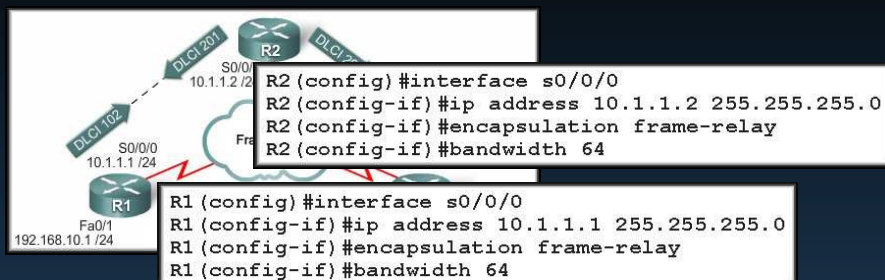 DLCI 201
R2
S0/0/
10.1.1.2 /2
R2(config)#interface s0/0/0
R2(config-if)#ip address 10.1.1.2 255.255.255.0
R2(config-if)#encapsulation frame-relay
R2(config-if)#bandwidth 64
DLCI 102
S0/0/0
10.1.1.1 /24
Fra
R1
Fa0/1
192.168.10.1 /24
R1(config)#interface s0/0/0
R1(config-if)#ip address 10.1.1.1 255.255.255.0
R1(config-if)#encapsulation frame-relay
R1(config-if)#bandwidth 64